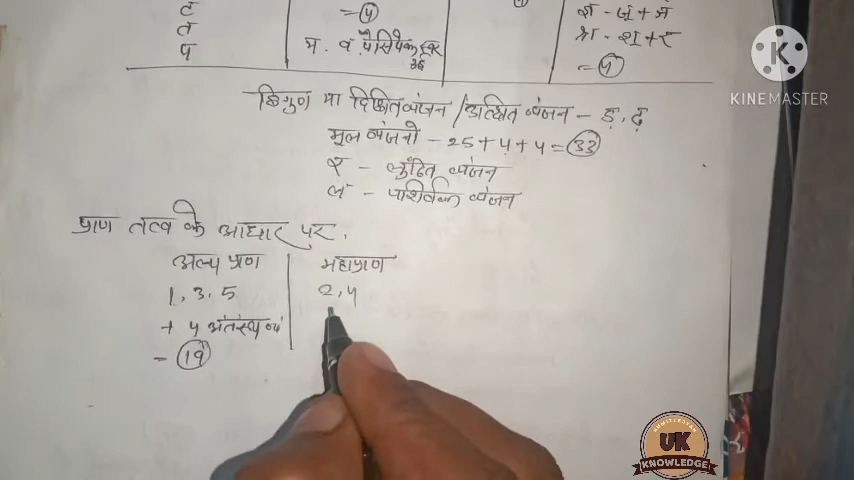 ट
त
प
= 4
य. व
ज्ञ - ज् + ञ
श्र - श् + र
= 4
KINEMASTER
द्विगुण या द्विक्षित व्यंजन / उत्क्षिप्त व्यंजन - ड़, ढ़
मूल व्यंजनो - 25 + 4 + 4 = 33
र - लुंठित व्यंजन
ल - पार्श्विक व्यंजन
प्राण तत्व के आधार पर.
अल्प प्राण महाप्राण
1, 3, 5 2, 4
+ 4 अंतस्थ व्यं
= 19
UK
KNOWLEDGE